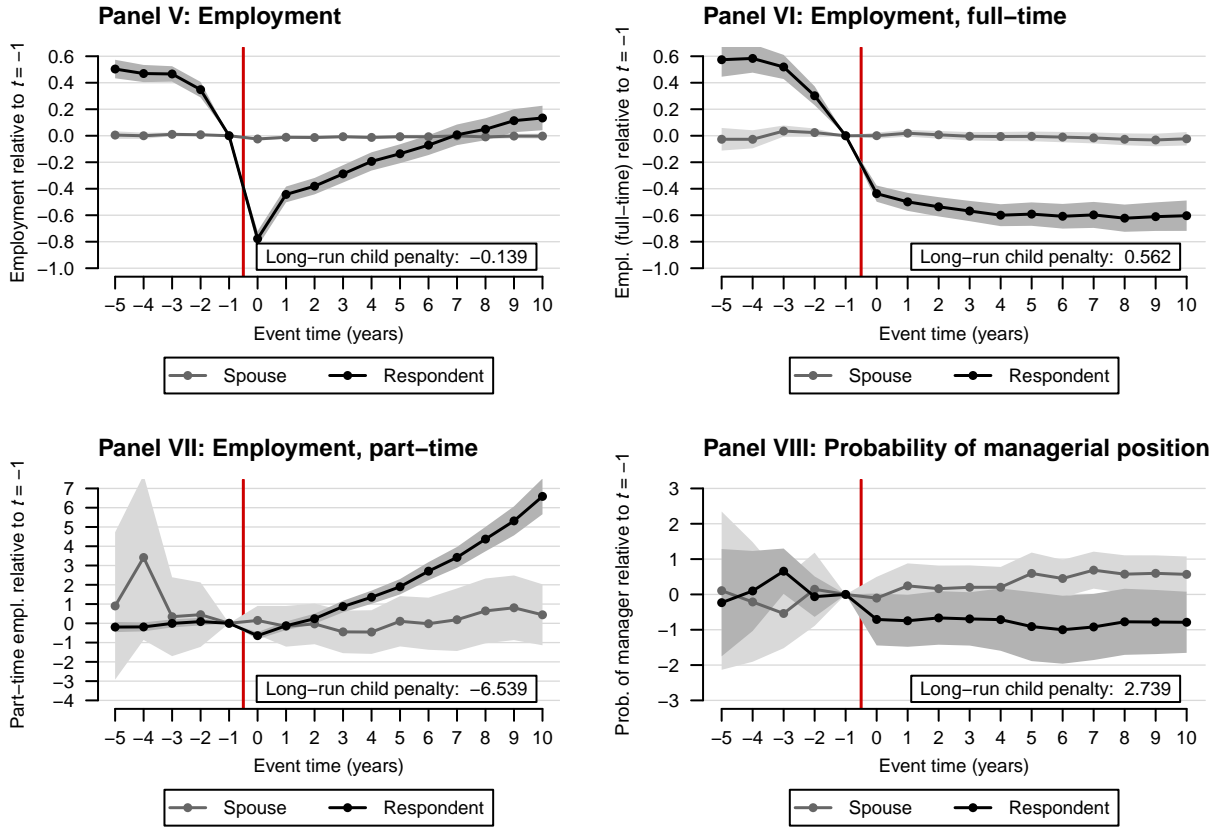 Panel V: Employment
Employment relative to t = −1
0.6
0.4
0.2
0.0
−0.2
−0.4
−0.6
−0.8
−1.0
Long−run child penalty: −0.139
−5 −4 −3 −2 −1 0 1 2 3 4 5 6 7 8 9 10
Event time (years)
Spouse Respondent
Panel VI: Employment, full−time
Empl. (full−time) relative to t = −1
0.6
0.4
0.2
0.0
−0.2
−0.4
−0.6
−0.8
−1.0
Long−run child penalty: 0.562
−5 −4 −3 −2 −1 0 1 2 3 4 5 6 7 8 9 10
Event time (years)
Spouse Respondent
Panel VII: Employment, part−time
Part−time empl. relative to t = −1
7
6
5
4
3
2
1
0
−1
−2
−3
−4
Long−run child penalty: −6.539
−5 −4 −3 −2 −1 0 1 2 3 4 5 6 7 8 9 10
Event time (years)
Spouse Respondent
Panel VIII: Probability of managerial position
Prob. of manager relative to t = −1
3
2
1
0
−1
−2
−3
Long−run child penalty: 2.739
−5 −4 −3 −2 −1 0 1 2 3 4 5 6 7 8 9 10
Event time (years)
Spouse Respondent